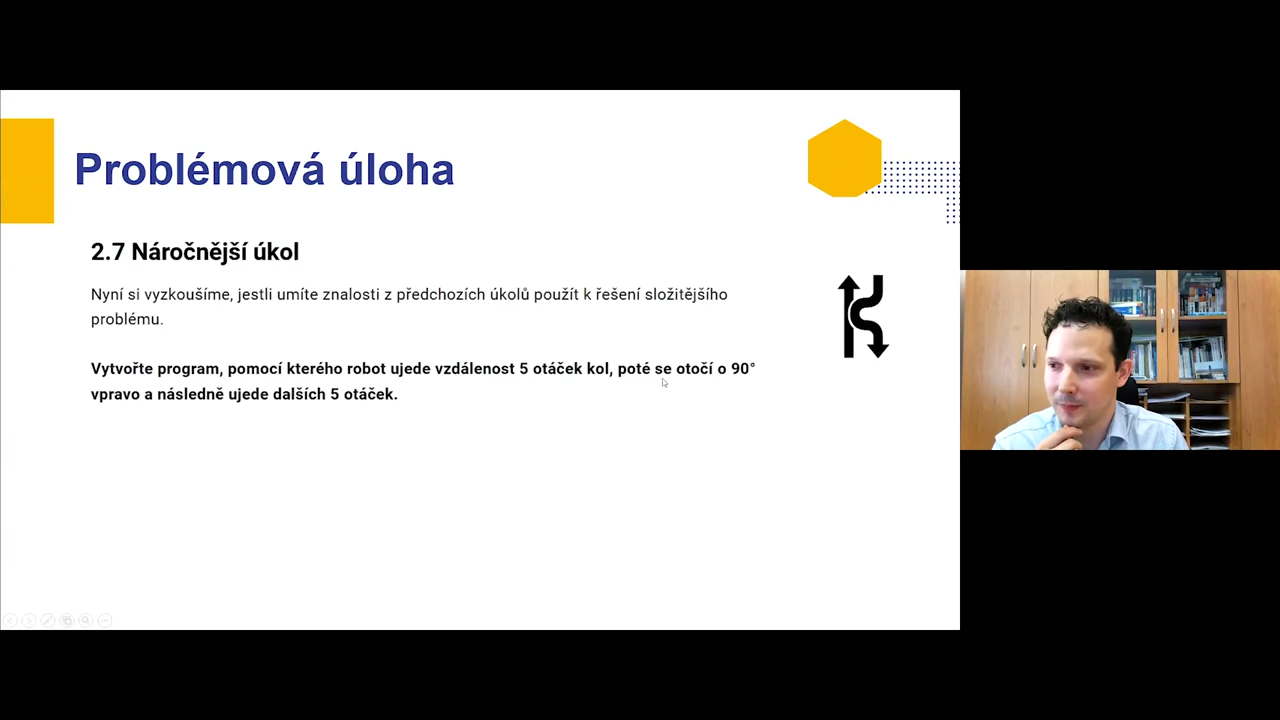 Problémová úloha
2.7 Náročnější úkol
Nyní si vyzkoušíme, jestli umíte znalosti z předchozích úkolů použít k řešení složitějšího
problému.
Vytvořte program, pomocí kterého robot ujede vzdálenost 5 otáček kol, poté se otočí o 90°
vpravo a následně ujede dalších 5 otáček.